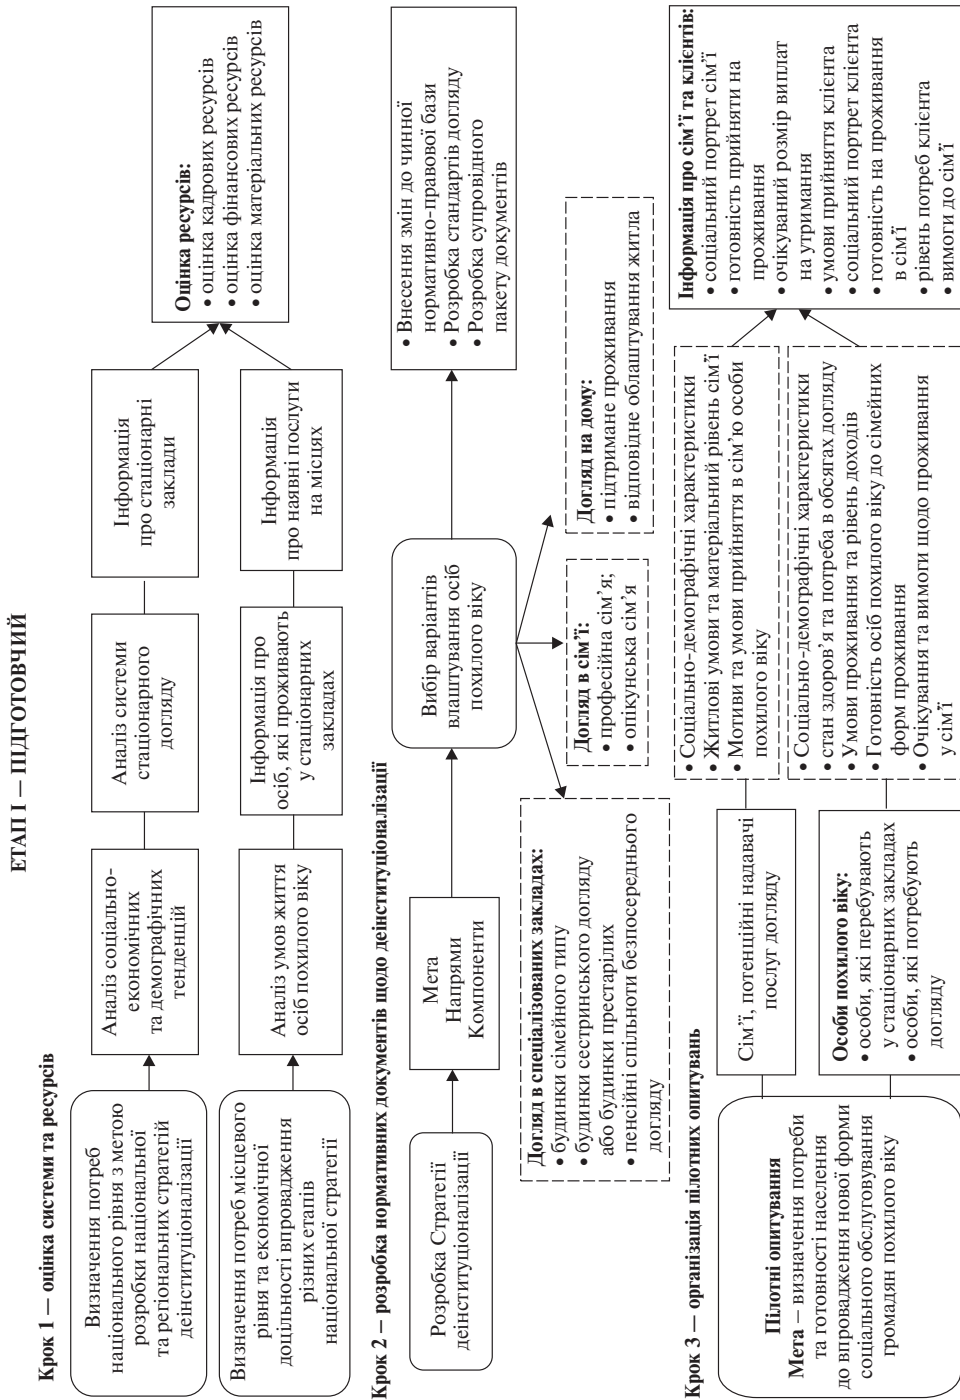 ЕТАП I — ПІДГОТОВЧИЙ
Крок 1 — оцінка системи та ресурсів
Визначення потреб
національного рівня з метою
розробки національної
та регіональних стратегій
деінституціоналізації
Аналіз соціально-
економічних
та демографічних
тенденцій
Аналіз системи
стаціонарного
догляду
Інформація
про стаціонарні
заклади
Визначення потреб місцевого
рівня та економічної
доцільності впровадження
різних етапів
національної стратегії
Аналіз умов життя
осіб похилого віку
Інформація про
осіб, які проживають
у стаціонарних
закладах
Інформація
про наявні послуги
на місцях
Оцінка ресурсів:
• оцінка кадрових ресурсів
• оцінка фінансових ресурсів
• оцінка матеріальних ресурсів
Крок 2 — розробка нормативних документів щодо деінституціоналізації
Розробка Стратегії
деінституціоналізації
Мета
Напрями
Компоненти
Вибір варіантів
влаштування осіб
похилого віку
• Внесення змін до чинної
нормативно-правової бази
• Розробка стандартів догляду
• Розробка супровідного
пакету документів
Догляд в спеціалізованих закладах:
• будинки сімейного типу
• будинки сестринського догляду
або будинки престарілих
• пенсійні спільноти безпосереднього
догляду
Догляд в сім’ї:
• професійна сім’я;
• опікунська сім’я
Догляд на дому:
• підтримане проживання
• відповідне облаштування житла
Крок 3 — організація пілотних опитувань
Пілотні опитування
Мета — визначення потреби
та готовності населення
до впровадження нової форми
соціального обслуговування
громадян похилого віку
Сім’ї, потенційні надавачі
послуг догляду
• Соціально-демографічні характеристики
• Житлові умови та матеріальний рівень сім’ї
• Мотиви та умови прийняття в сім’ю особи
похилого віку
Особи похилого віку:
• особи, які перебувають
у стаціонарних закладах
• особи, які потребують
догляду
• Соціально-демографічні характеристики
• стан здоров’я та потреба в обсягах догляду
• Умови проживання та рівень доходів
• Готовність осіб похилого віку до сімейних
форм проживання
• Очікування та вимоги щодо проживання
у сім’ї
Інформація про сім’ї та клієнтів:
• соціальний портрет сім’ї
• готовність прийняти на
проживання
• очікуваний розмір виплат
на утримання
• умови прийняття клієнта
• соціальний портрет клієнта
• готовність на проживання
в сім’ї
• рівень потреб клієнта
• вимоги до сім’ї